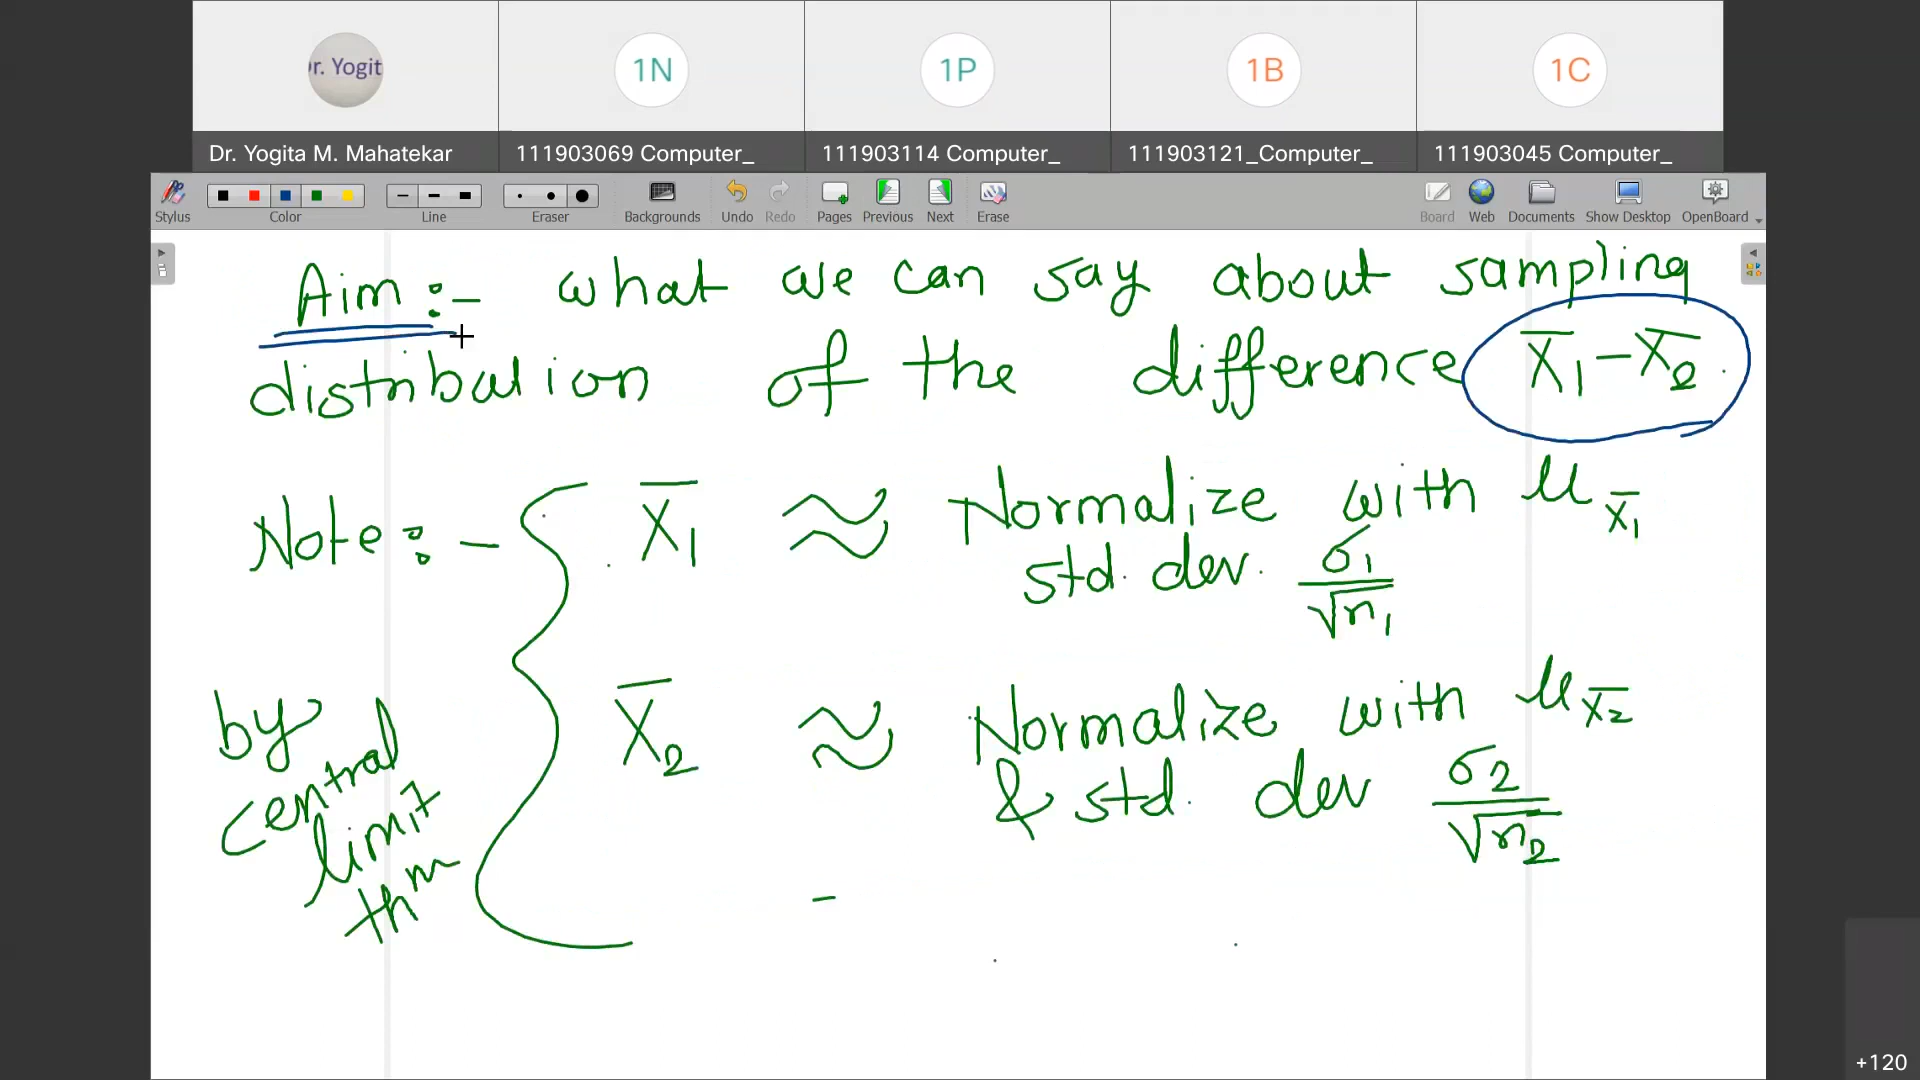 r. Yogit
1N
1P
1B
1C
Dr. Yogita M. Mahatekar
111903069 Computer_
111903114 Computer_
111903121_Computer_
111903045 Computer_
Stylus
Color
Line
Eraser
Backgrounds
Undo
Redo
Pages
Previous
Next
Erase
Board
Web
Documents
Show Desktop
OpenBoard
Aim:- what we can say about sampling
distribution of the difference X̄₁-X̄₂.
Note:- X̄₁ ≈ Normalize with μ_X̄₁
std. dev. σ₁/√n₁
by central limit thm
X̄₂ ≈ Normalize with μ_X̄₂
& std. dev σ₂/√n₂
+120